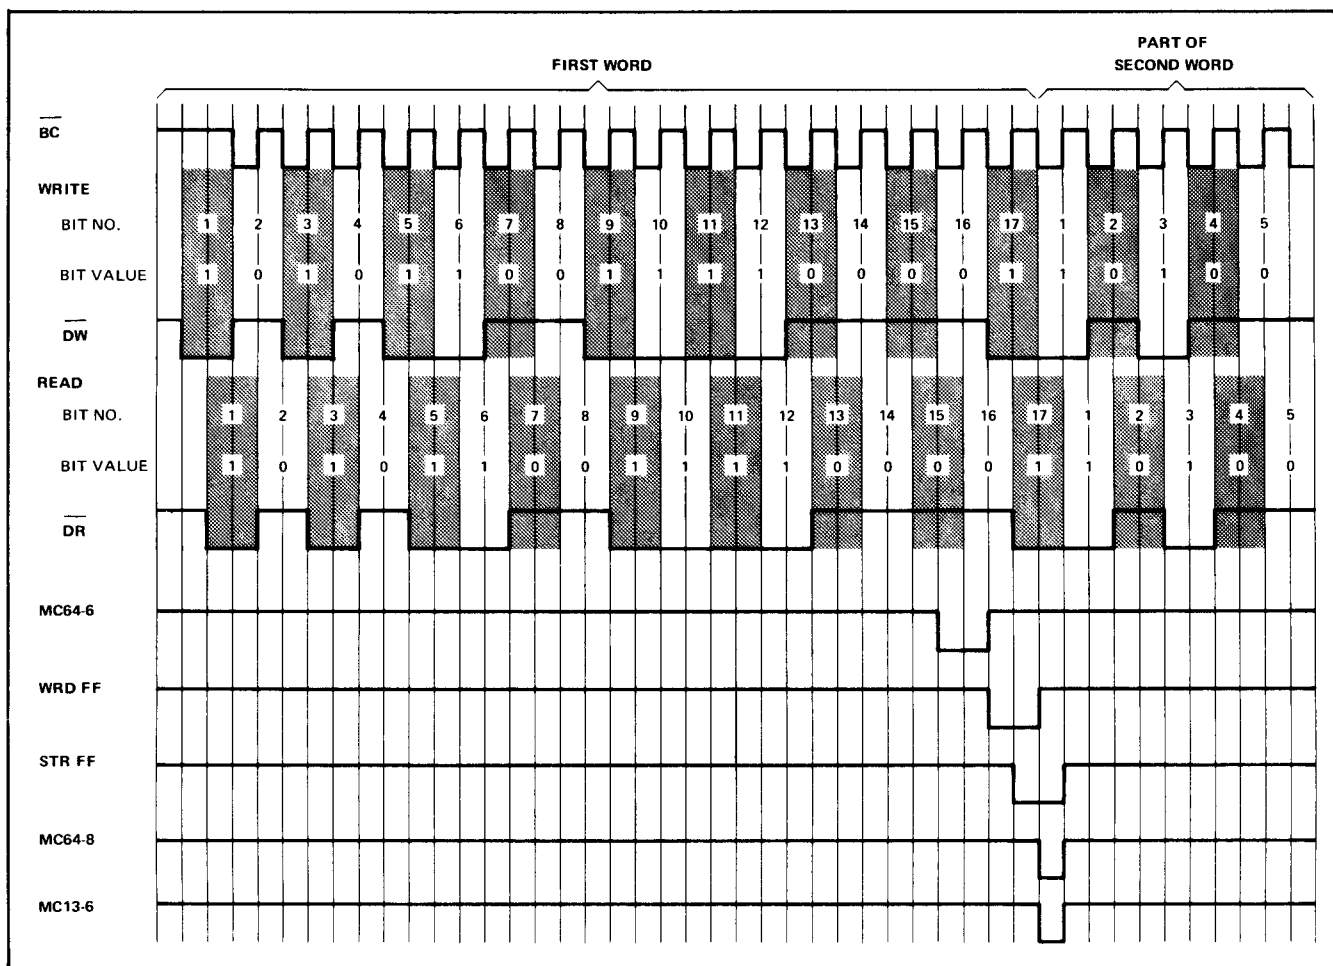 PART OF
FIRST WORD SECOND WORD
BC
WRITE
BIT NO. 1 2 3 4 5 6 7 8 9 10 11 12 13 14 15 16 17 1 2 3 4 5
BIT VALUE 1 0 1 0 1 1 0 0 1 1 1 1 0 0 0 0 1 1 0 1 0 0
DW
READ
BIT NO. 1 2 3 4 5 6 7 8 9 10 11 12 13 14 15 16 17 1 2 3 4 5
BIT VALUE 1 0 1 0 1 1 0 0 1 1 1 1 0 0 0 0 1 1 0 1 0 0
DR
MC64-6
WRD FF
STR FF
MC64-8
MC13-6